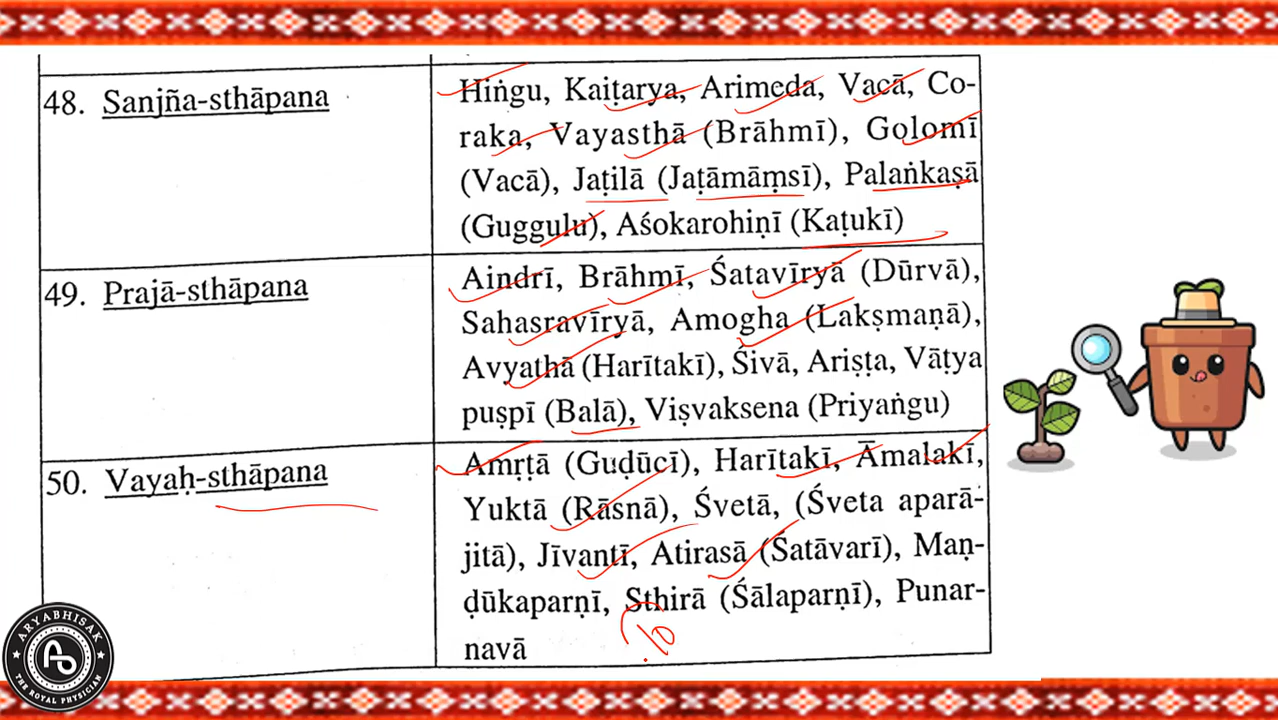 48. Sanjña-sthāpana
Hiṅgu, Kaiṭarya, Arimeda, Vacā, Co-
raka, Vayasthā (Brāhmī), Golomī
(Vacā), Jaṭilā (Jaṭāmāṃsī), Palaṅkaṣā
(Guggulu), Aśokarohiṇī (Kaṭukī)
49. Prajā-sthāpana
Aindrī, Brāhmī, Śatavīryā (Dūrvā),
Sahasravīryā, Amogha (Lakṣmaṇā),
Avyathā (Harītakī), Śivā, Ariṣṭa, Vāṭya
puṣpī (Balā), Viṣvaksena (Priyaṅgu)
50. Vayaḥ-sthāpana
Amṛṭā (Guḍūcī), Harītakī, Āmalakī,
Yuktā (Rāsnā), Śvetā, (Śveta aparā-
jitā), Jīvantī, Atirasā (Śatāvarī), Maṇ-
ḍūkaparṇī, Sthirā (Śālaparṇī), Punar-
navā
10
ARYABHISAK
THE ROYAL PHYSICIAN